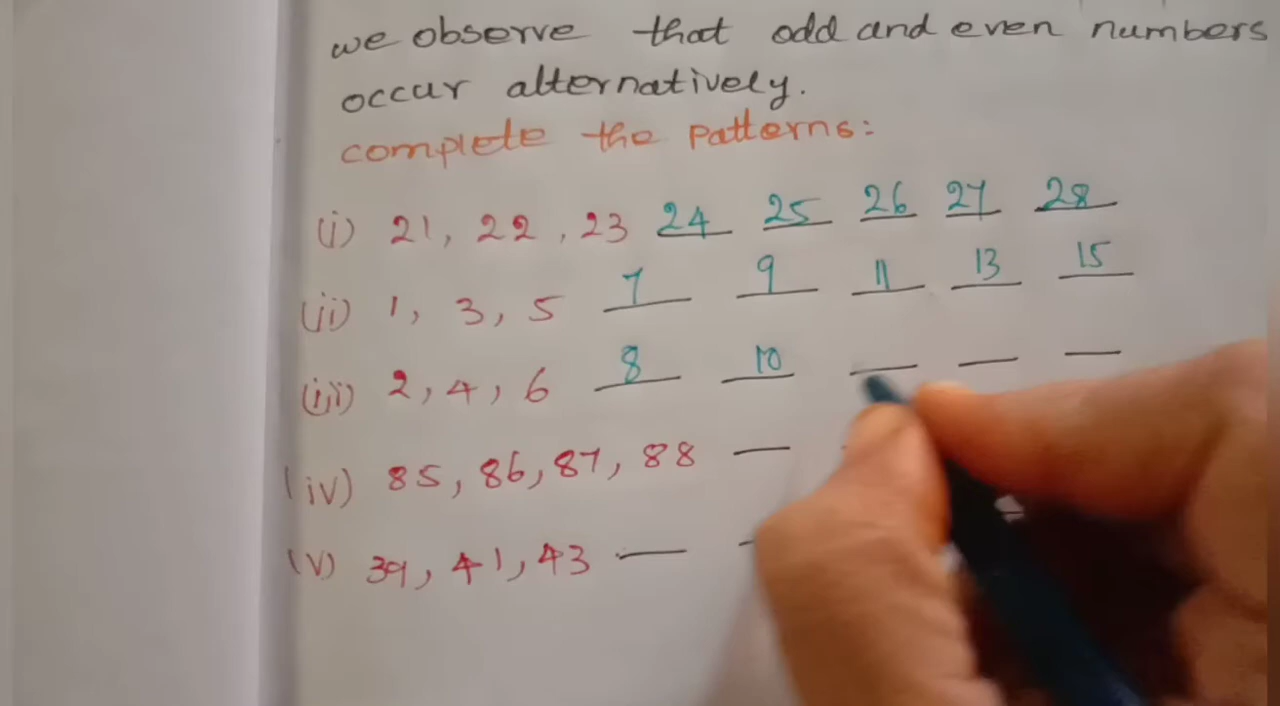 we observe that odd and even numbers
occur alternatively.
complete the patterns:
(i) 21, 22, 23 24 25 26 27 28
(ii) 1, 3, 5 7 9 11 13 15
(iii) 2, 4, 6 8 10
(iv) 85, 86, 87, 88
(v) 39, 41, 43